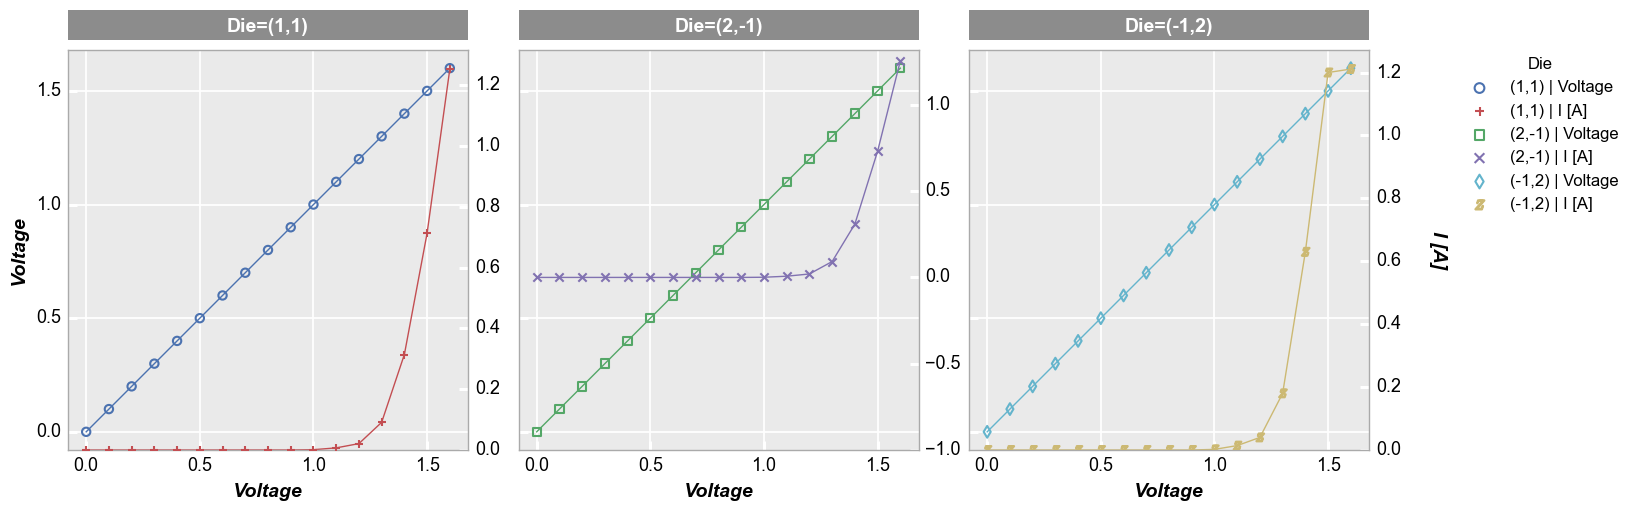 Die=(1,1)
Die=(2,-1)
Die=(-1,2)
Voltage
1.5
1.0
0.5
0.0
1.2
1.0
0.8
0.6
0.4
0.2
0.0
0.0 0.5 1.0 1.5
Voltage
1.0
0.5
0.0
−0.5
−1.0
0.0 0.5 1.0 1.5
Voltage
1.2
1.0
0.8
0.6
0.4
0.2
0.0
0.0 0.5 1.0 1.5
Voltage
I [A]
Die
(1,1) | Voltage
(1,1) | I [A]
(2,-1) | Voltage
(2,-1) | I [A]
(-1,2) | Voltage
(-1,2) | I [A]